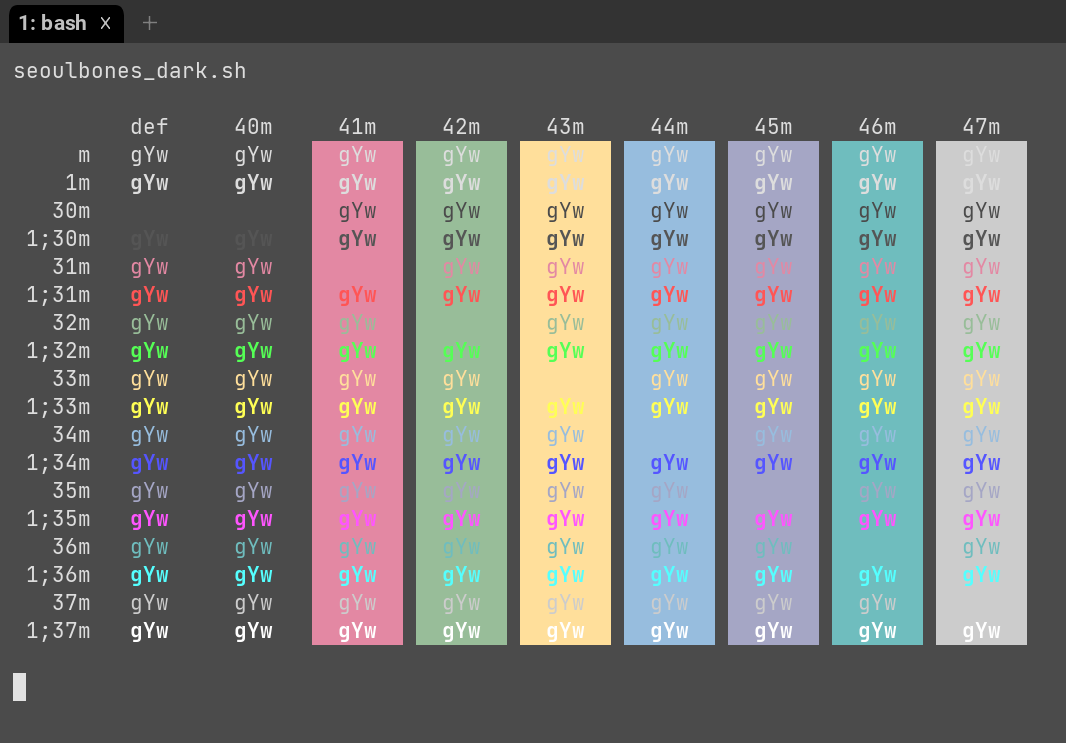 1: bash x +
seoulbones_dark.sh
def 40m 41m 42m 43m 44m 45m 46m 47m
m gYw gYw gYw gYw gYw gYw gYw gYw gYw
1m gYw gYw gYw gYw gYw gYw gYw gYw gYw
30m gYw gYw gYw gYw gYw gYw gYw
1;30m gYw gYw gYw gYw gYw gYw gYw gYw gYw
31m gYw gYw gYw gYw gYw gYw gYw gYw
1;31m gYw gYw gYw gYw gYw gYw gYw gYw gYw
32m gYw gYw gYw gYw gYw gYw gYw gYw
1;32m gYw gYw gYw gYw gYw gYw gYw gYw gYw
33m gYw gYw gYw gYw gYw gYw gYw gYw
1;33m gYw gYw gYw gYw gYw gYw gYw gYw gYw
34m gYw gYw gYw gYw gYw gYw gYw gYw
1;34m gYw gYw gYw gYw gYw gYw gYw gYw gYw
35m gYw gYw gYw gYw gYw gYw gYw gYw
1;35m gYw gYw gYw gYw gYw gYw gYw gYw gYw
36m gYw gYw gYw gYw gYw gYw gYw gYw
1;36m gYw gYw gYw gYw gYw gYw gYw gYw gYw
37m gYw gYw gYw gYw gYw gYw gYw gYw
1;37m gYw gYw gYw gYw gYw gYw gYw gYw gYw